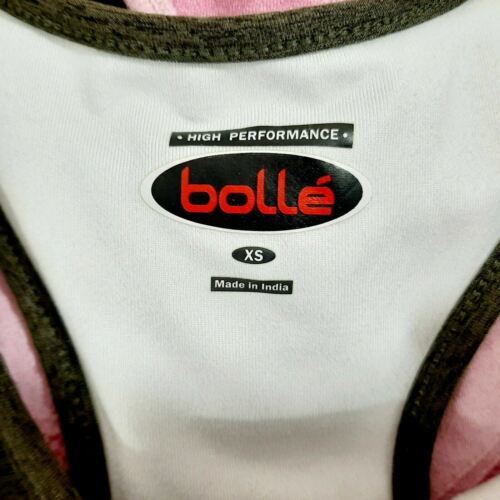 • HIGH PERFORMANCE •
bollé
XS
Made in India